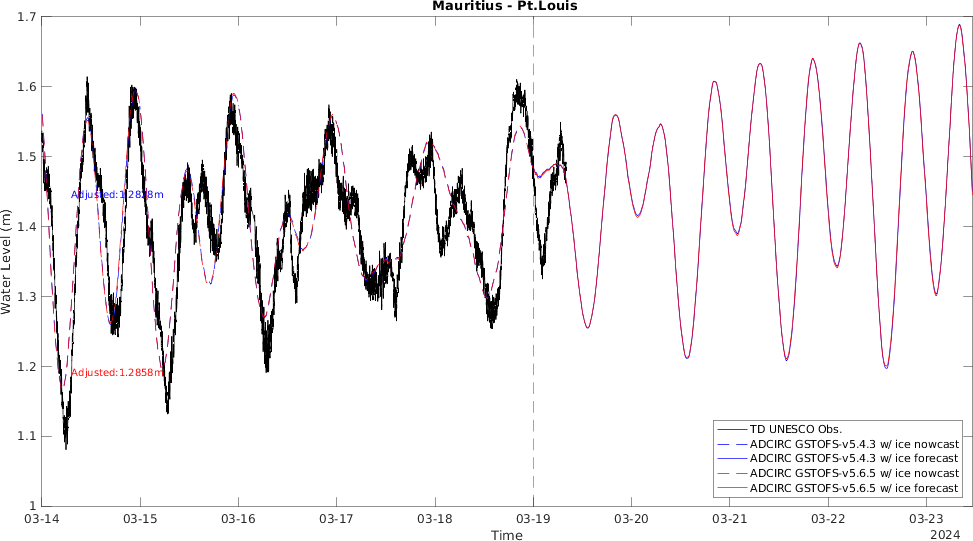 Mauritius - Pt.Louis
1.7
1.6
1.5
1.4
1.3
1.2
1.1
1
Water Level (m)
Adjusted:1.2858m
TD UNESCO Obs.
ADCIRC GSTOFS-v5.4.3 w/ ice nowcast
ADCIRC GSTOFS-v5.4.3 w/ ice forecast
ADCIRC GSTOFS-v5.6.5 w/ ice nowcast
ADCIRC GSTOFS-v5.6.5 w/ ice forecast
03-14 03-15 03-16 03-17 03-18 03-19 03-20 03-21 03-22 03-23
Time
2024